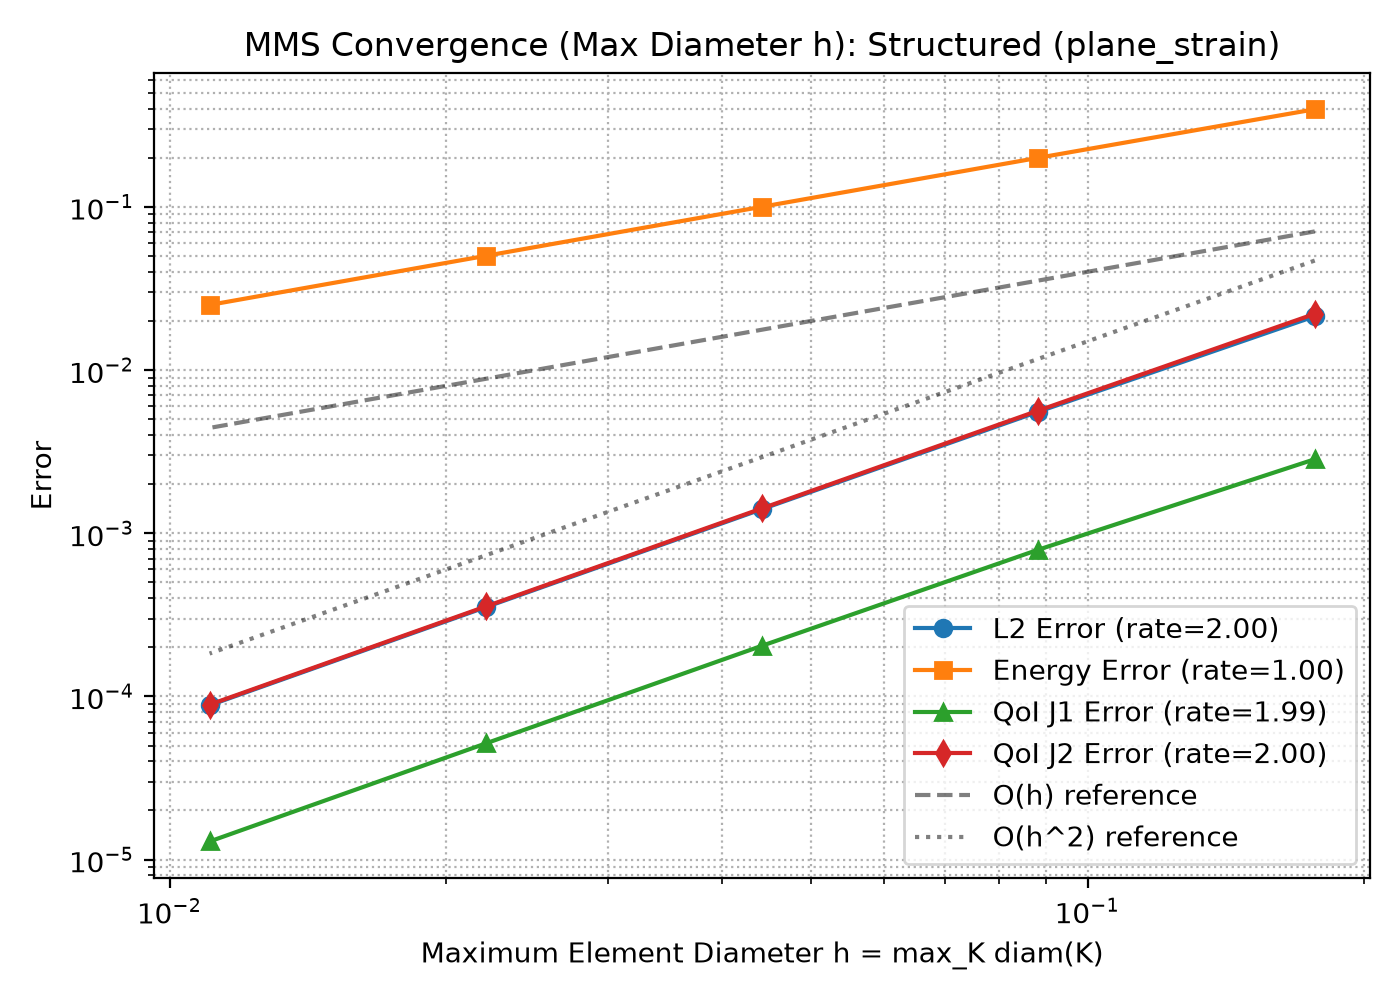 MMS Convergence (Max Diameter h): Structured (plane_strain)
Error
10⁻¹
10⁻²
10⁻³
10⁻⁴
10⁻⁵
L2 Error (rate=2.00)
Energy Error (rate=1.00)
QoI J1 Error (rate=1.99)
QoI J2 Error (rate=2.00)
O(h) reference
O(h^2) reference
10⁻²
10⁻¹
Maximum Element Diameter h = max_K diam(K)